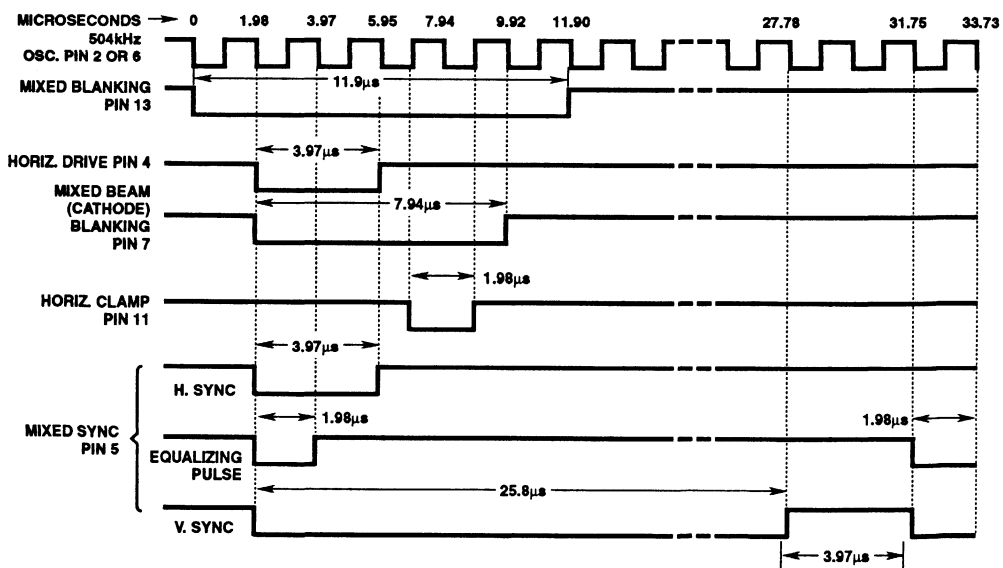 MICROSECONDS → 0 1.98 3.97 5.95 7.94 9.92 11.90 27.78 31.75 33.73
504kHz
OSC. PIN 2 OR 6
11.9μs
MIXED BLANKING
PIN 13
3.97μs
HORIZ. DRIVE PIN 4
MIXED BEAM
(CATHODE)
BLANKING
PIN 7
7.94μs
1.98μs
HORIZ. CLAMP
PIN 11
3.97μs
H. SYNC
1.98μs
1.98μs
MIXED SYNC
PIN 5
EQUALIZING
PULSE
25.8μs
V. SYNC
3.97μs